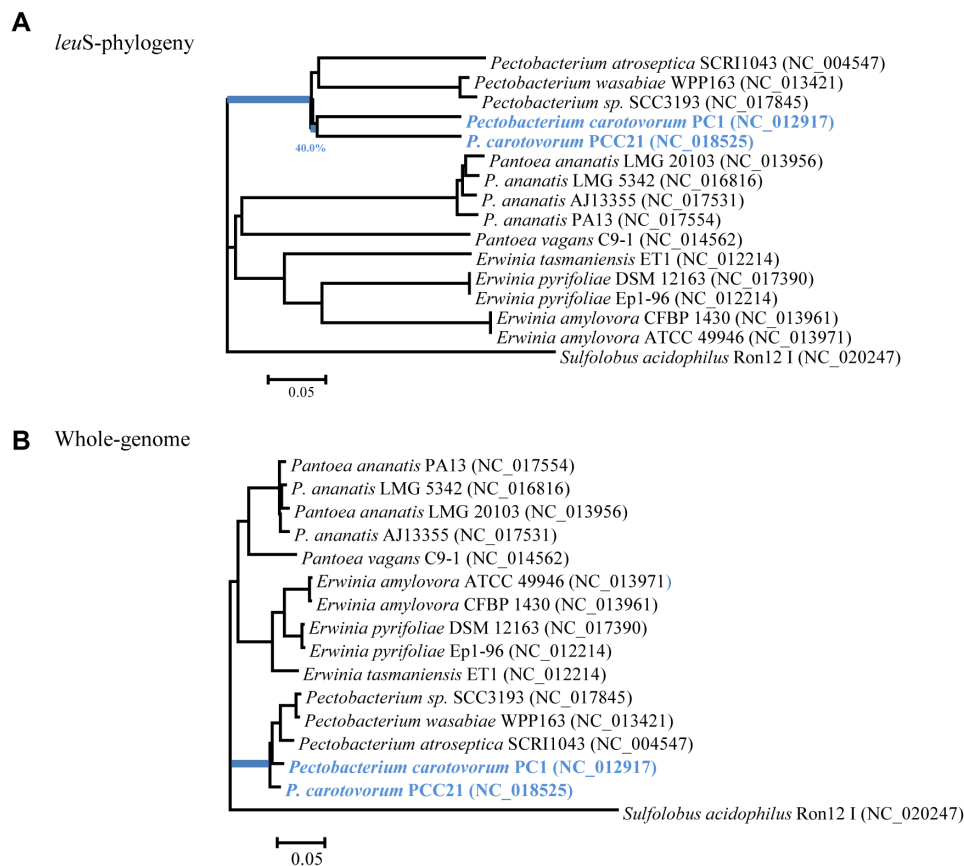 A
leuS-phylogeny
Pectobacterium atroseptica SCRI1043 (NC_004547)
Pectobacterium wasabiae WPP163 (NC_013421)
Pectobacterium sp. SCC3193 (NC_017845)
Pectobacterium carotovorum PC1 (NC_012917)
P. carotovorum PCC21 (NC_018525)
40.0%
Pantoea ananatis LMG 20103 (NC_013956)
P. ananatis LMG 5342 (NC_016816)
P. ananatis AJ13355 (NC_017531)
P. ananatis PA13 (NC_017554)
Pantoea vagans C9-1 (NC_014562)
Erwinia tasmaniensis ET1 (NC_012214)
Erwinia pyrifoliae DSM 12163 (NC_017390)
Erwinia pyrifoliae Ep1-96 (NC_012214)
Erwinia amylovora CFBP 1430 (NC_013961)
Erwinia amylovora ATCC 49946 (NC_013971)
Sulfolobus acidophilus Ron12 I (NC_020247)
0.05
B
Whole-genome
Pantoea ananatis PA13 (NC_017554)
P. ananatis LMG 5342 (NC_016816)
Pantoea ananatis LMG 20103 (NC_013956)
P. ananatis AJ13355 (NC_017531)
Pantoea vagans C9-1 (NC_014562)
Erwinia amylovora ATCC 49946 (NC_013971)
Erwinia amylovora CFBP 1430 (NC_013961)
Erwinia pyrifoliae DSM 12163 (NC_017390)
Erwinia pyrifoliae Ep1-96 (NC_012214)
Erwinia tasmaniensis ET1 (NC_012214)
Pectobacterium sp. SCC3193 (NC_017845)
Pectobacterium wasabiae WPP163 (NC_013421)
Pectobacterium atroseptica SCRI1043 (NC_004547)
Pectobacterium carotovorum PC1 (NC_012917)
P. carotovorum PCC21 (NC_018525)
Sulfolobus acidophilus Ron12 I (NC_020247)
0.05